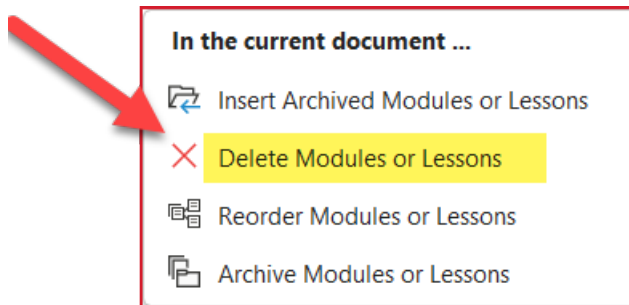 In the current document ...
Insert Archived Modules or Lessons
Delete Modules or Lessons
Reorder Modules or Lessons
Archive Modules or Lessons